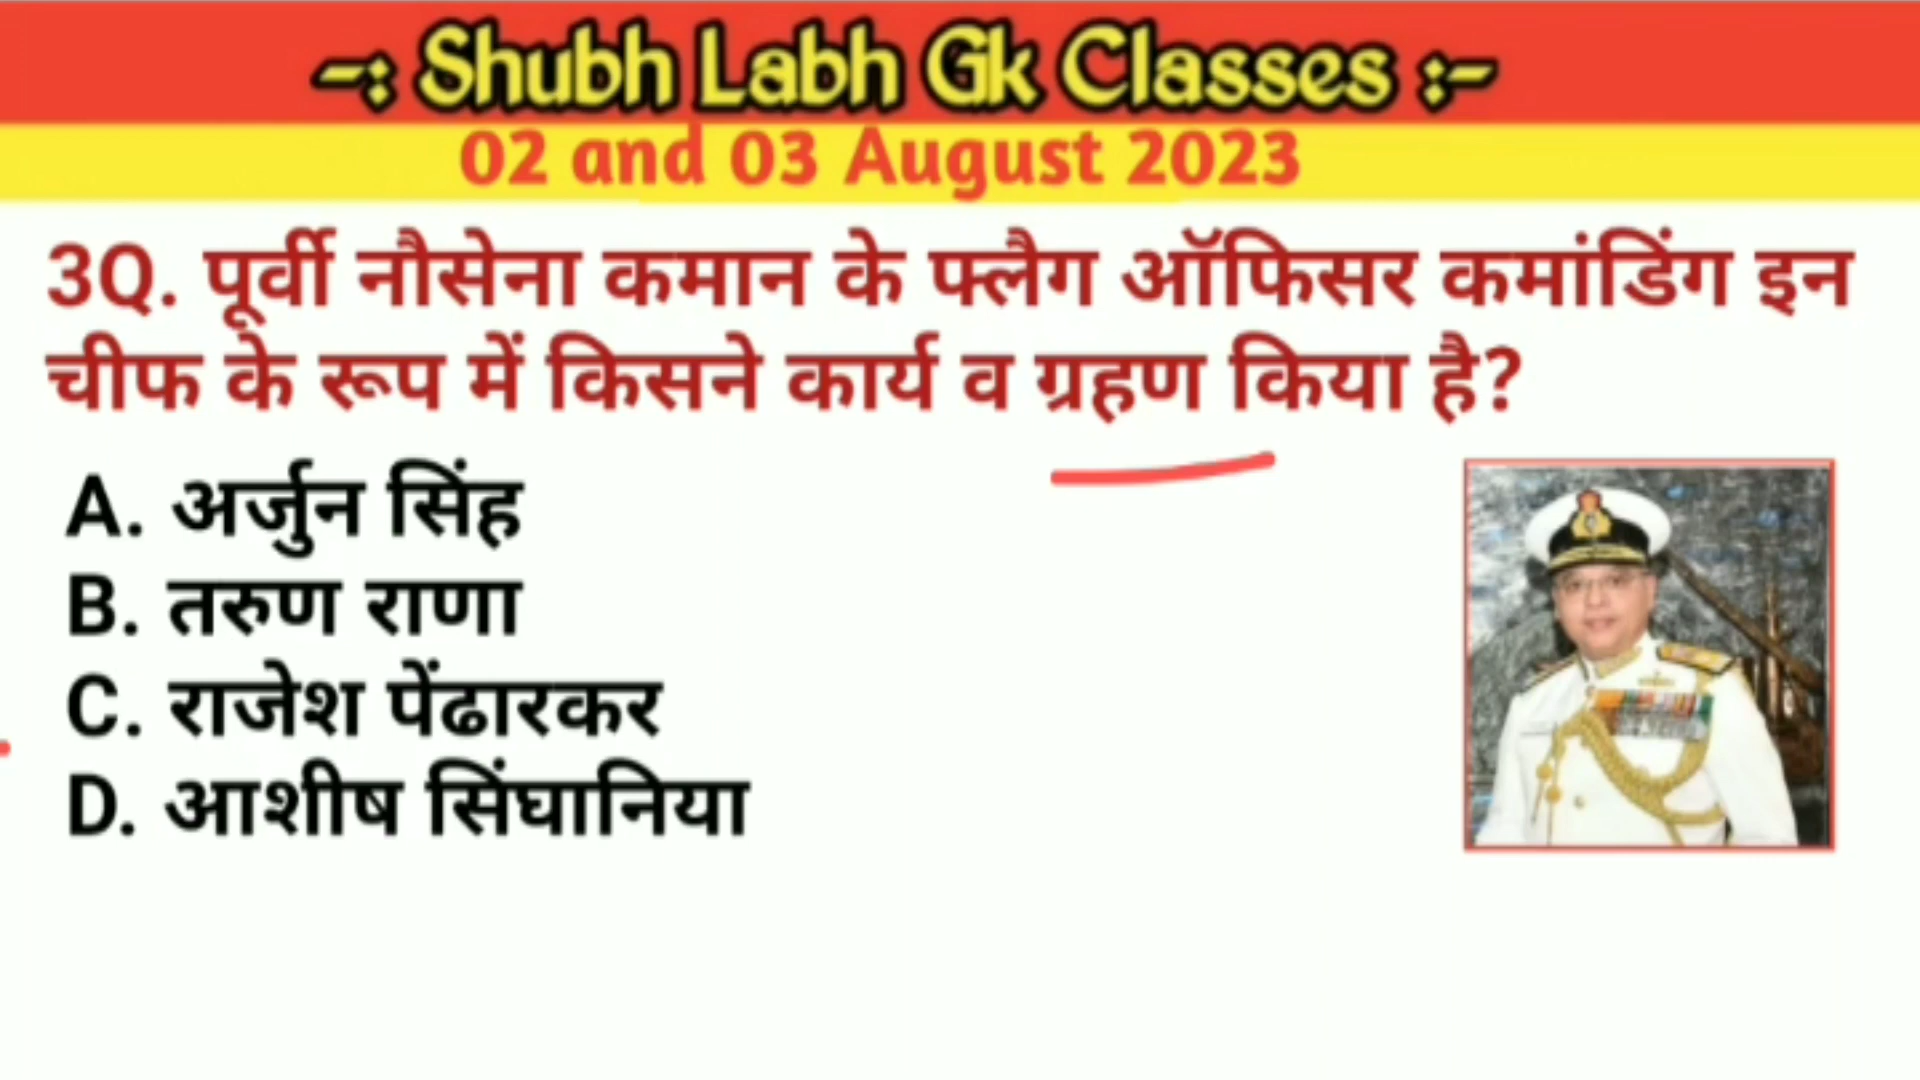 -: Shubh Labh Gk Classes :-
02 and 03 August 2023
3Q. पूर्वी नौसेना कमान के फ्लैग ऑफिसर कमांडिंग इन
चीफ के रूप में किसने कार्य व ग्रहण किया है?
A. अर्जुन सिंह
B. तरुण राणा
C. राजेश पेंढारकर
D. आशीष सिंघानिया